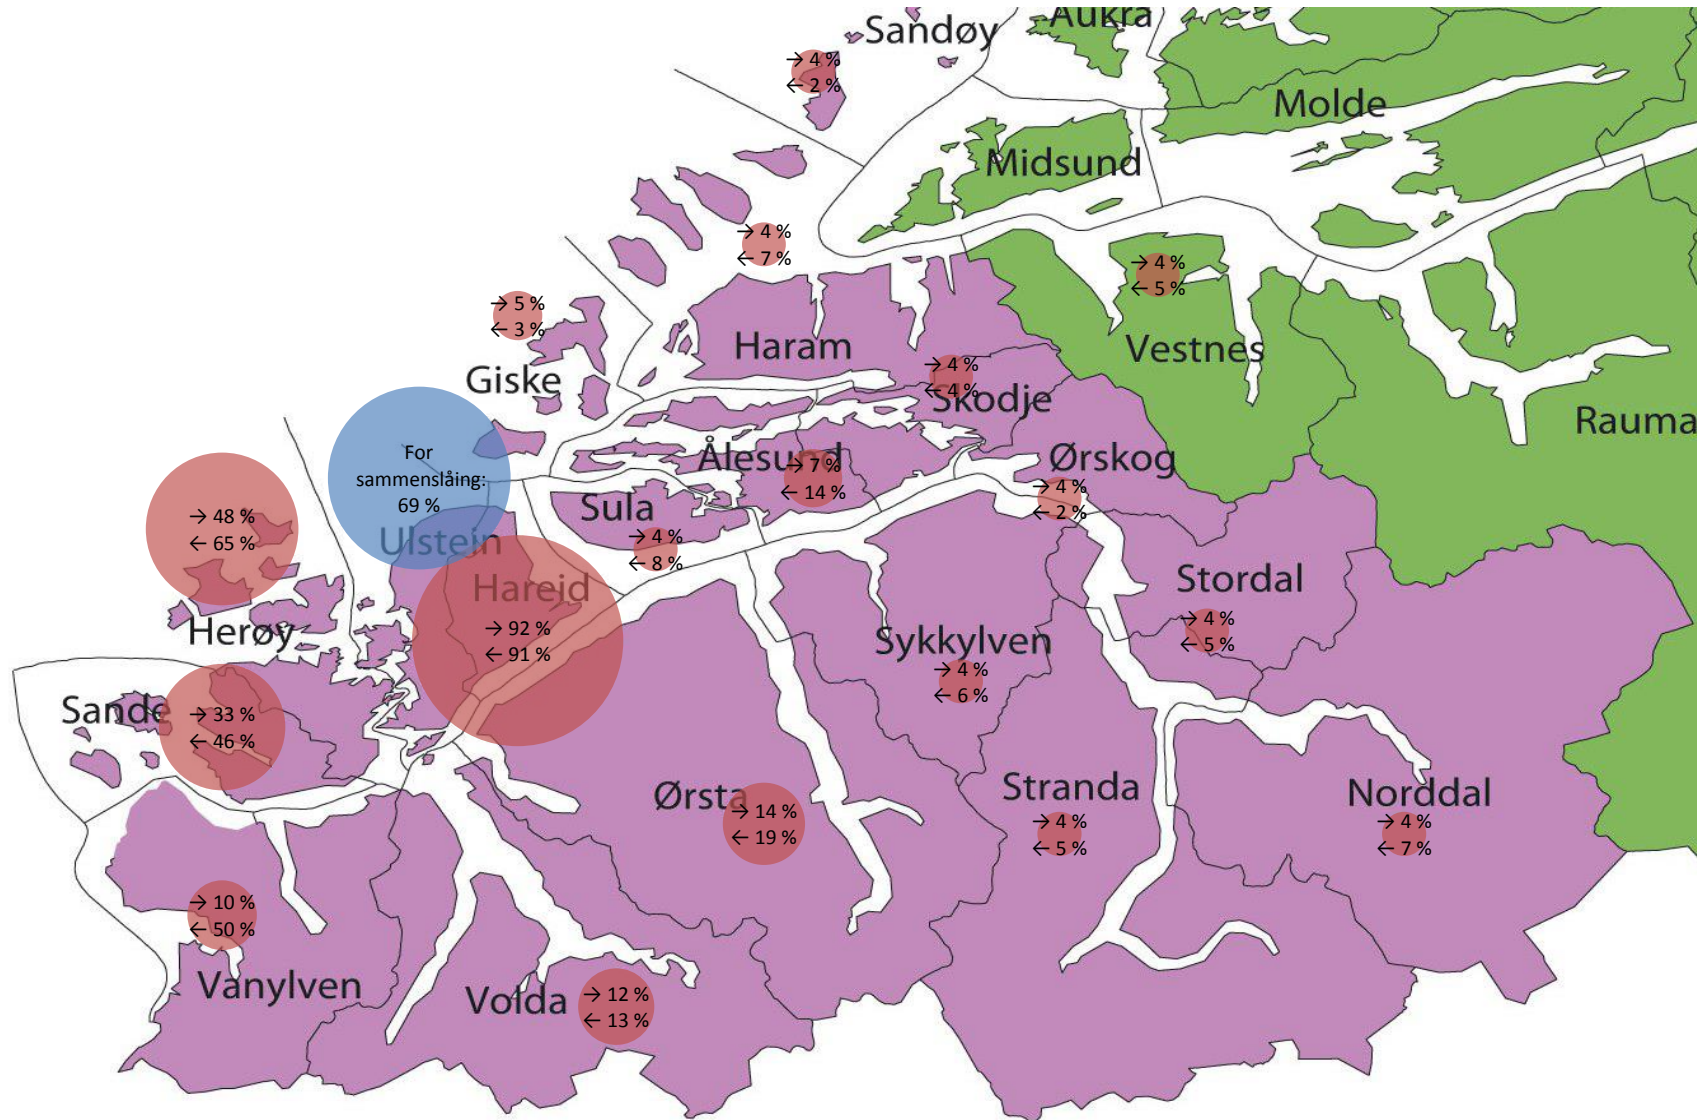 Sandøy
Aukra
→ 4 %
← 2 %
Molde
Midsund
→ 4 %
← 7 %
→ 4 %
← 5 %
→ 5 %
← 3 %
Haram
Vestnes
Giske
→ 4 %
← 4 %
Skodje
Rauma
For
sammenslåing:
69 %
Ålesund
→ 7 %
← 14 %
Ørskog
→ 4 %
← 2 %
Sula
→ 4 %
← 8 %
→ 48 %
← 65 %
Ulstein
Hareid
→ 92 %
← 91 %
Stordal
→ 4 %
← 5 %
Herøy
Sykkylven
→ 4 %
← 6 %
Sande
→ 33 %
← 46 %
Ørsta
→ 14 %
← 19 %
Stranda
→ 4 %
← 5 %
Norddal
→ 4 %
← 7 %
→ 10 %
← 50 %
Vanylven
Volda
→ 12 %
← 13 %